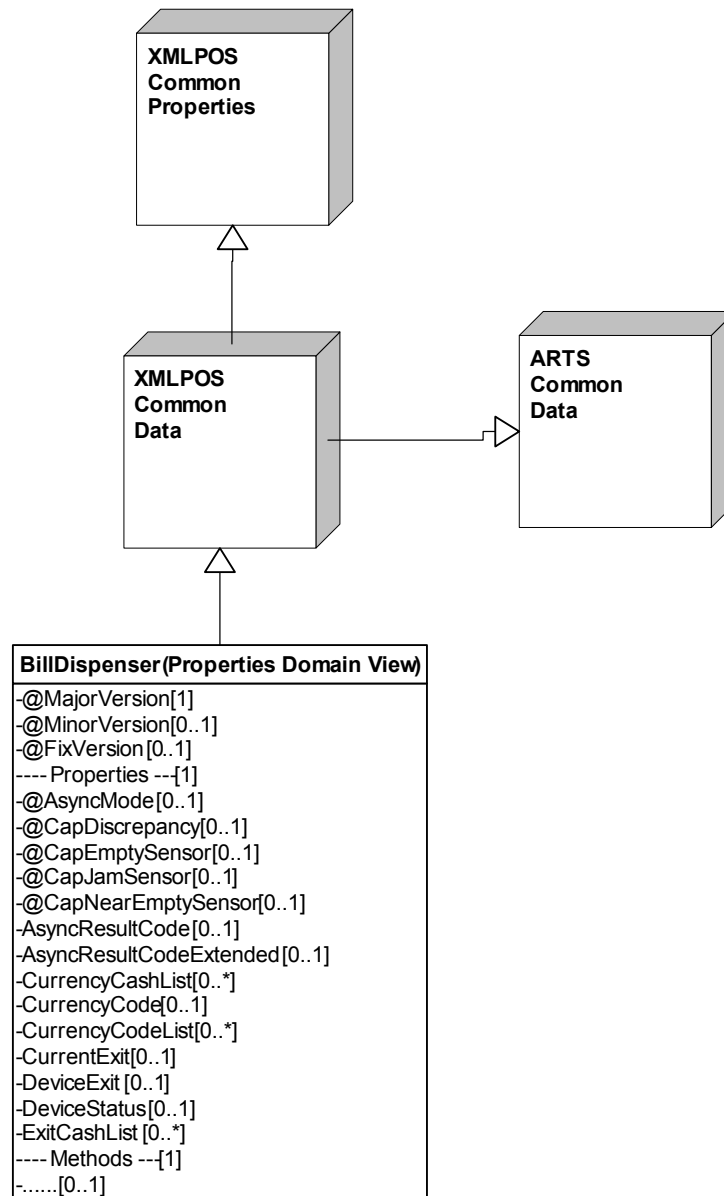 XMLPOS
Common
Properties
XMLPOS
Common
Data
ARTS
Common
Data
BillDispenser(Properties Domain View)
-@MajorVersion[1]
-@MinorVersion[0..1]
-@FixVersion[0..1]
---- Properties ---[1]
-@AsyncMode[0..1]
-@CapDiscrepancy[0..1]
-@CapEmptySensor[0..1]
-@CapJamSensor[0..1]
-@CapNearEmptySensor[0..1]
-AsyncResultCode[0..1]
-AsyncResultCodeExtended[0..1]
-CurrencyCashList[0..*]
-CurrencyCode[0..1]
-CurrencyCodeList[0..*]
-CurrentExit[0..1]
-DeviceExit[0..1]
-DeviceStatus[0..1]
-ExitCashList[0..*]
---- Methods ---[1]
-......[0..1]